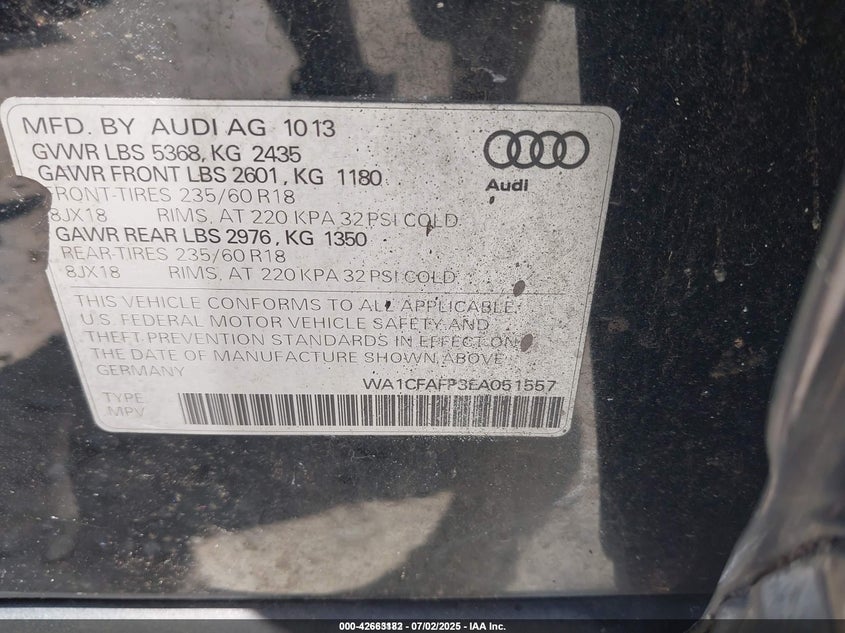 MFD. BY AUDI AG 10 13
GVWR LBS 5368, KG 2435
GAWR FRONT LBS 2601, KG 1180
FRONT-TIRES 235/60 R18
8JX18 RIMS, AT 220 KPA 32 PSI COLD
GAWR REAR LBS 2976, KG 1350
REAR-TIRES 235/60 R18
8JX18 RIMS, AT 220 KPA 32 PSI COLD
Audi
THIS VEHICLE CONFORMS TO ALL APPLICABLE
U.S. FEDERAL MOTOR VEHICLE SAFETY AND
THEFT PREVENTION STANDARDS IN EFFECT ON
THE DATE OF MANUFACTURE SHOWN ABOVE
GERMANY
WA1CFAFP3EA051557
TYPE
MPV
000-42663182 - 07/02/2025 - IAA Inc.